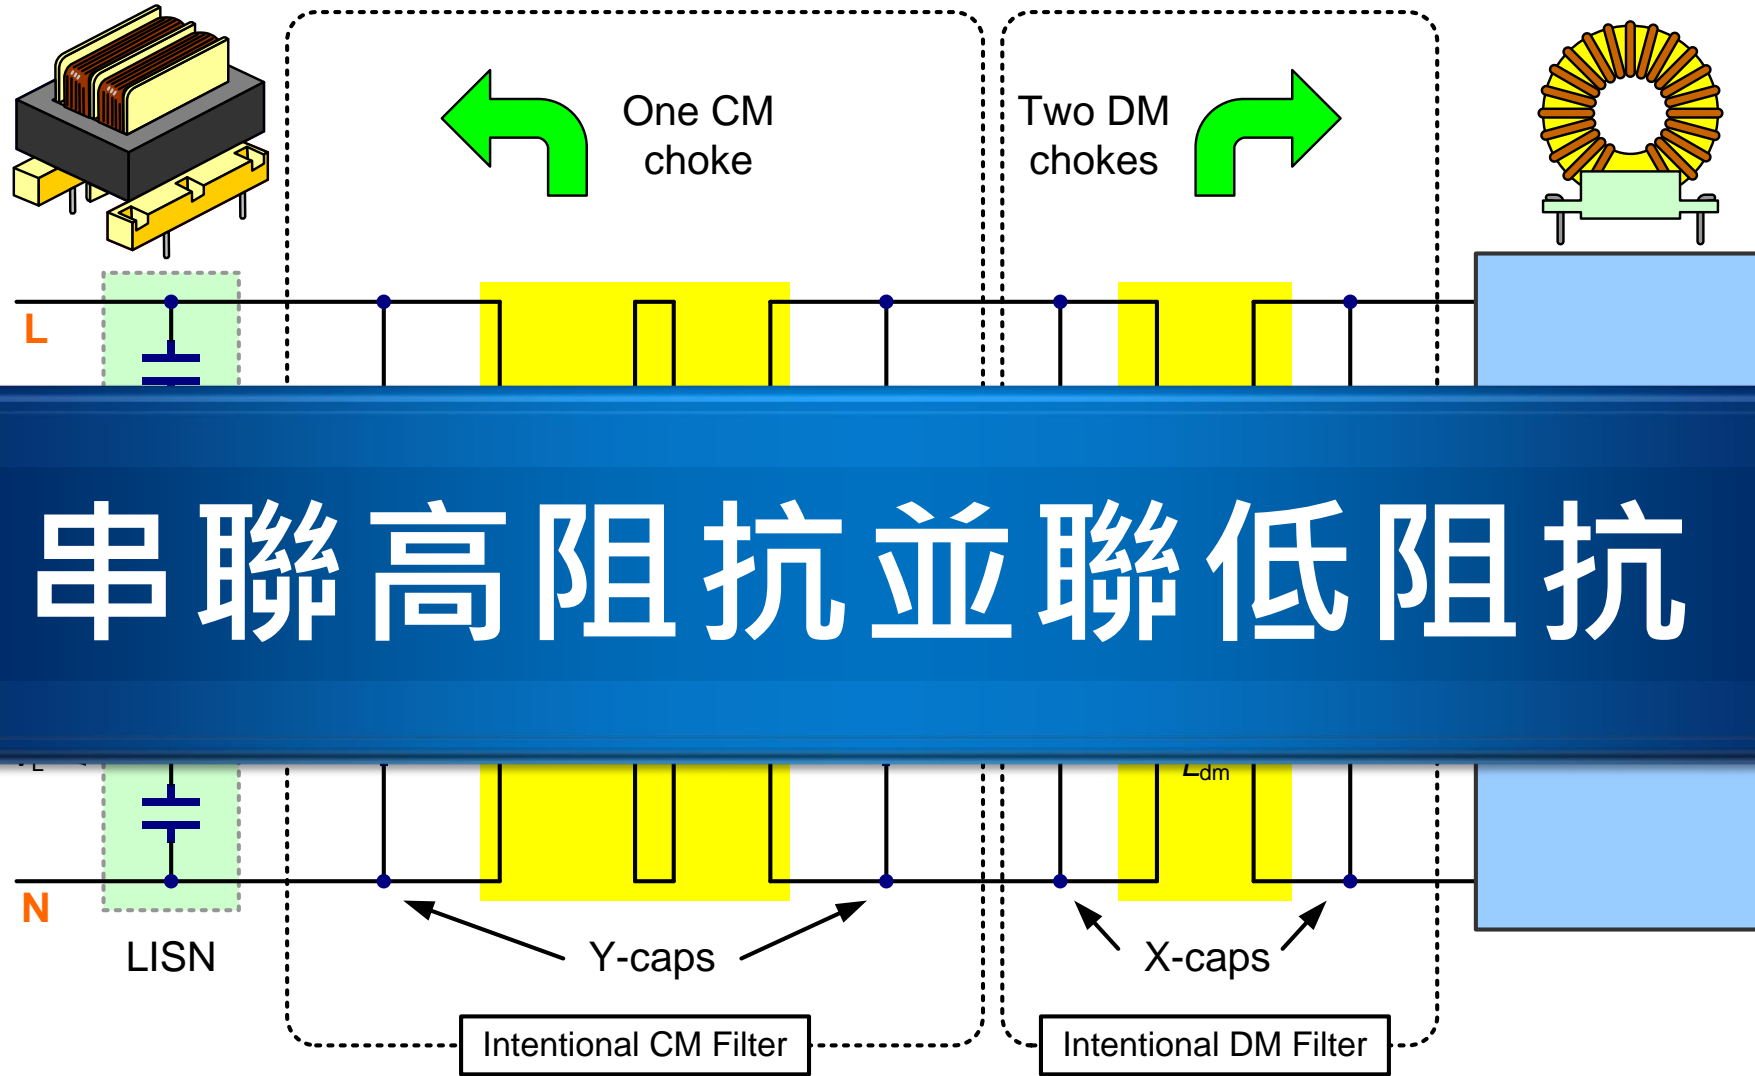 One CM
choke
Two DM
chokes
L
串聯高阻抗並聯低阻抗
Ldm
N
LISN
Y-caps
X-caps
Intentional CM Filter
Intentional DM Filter